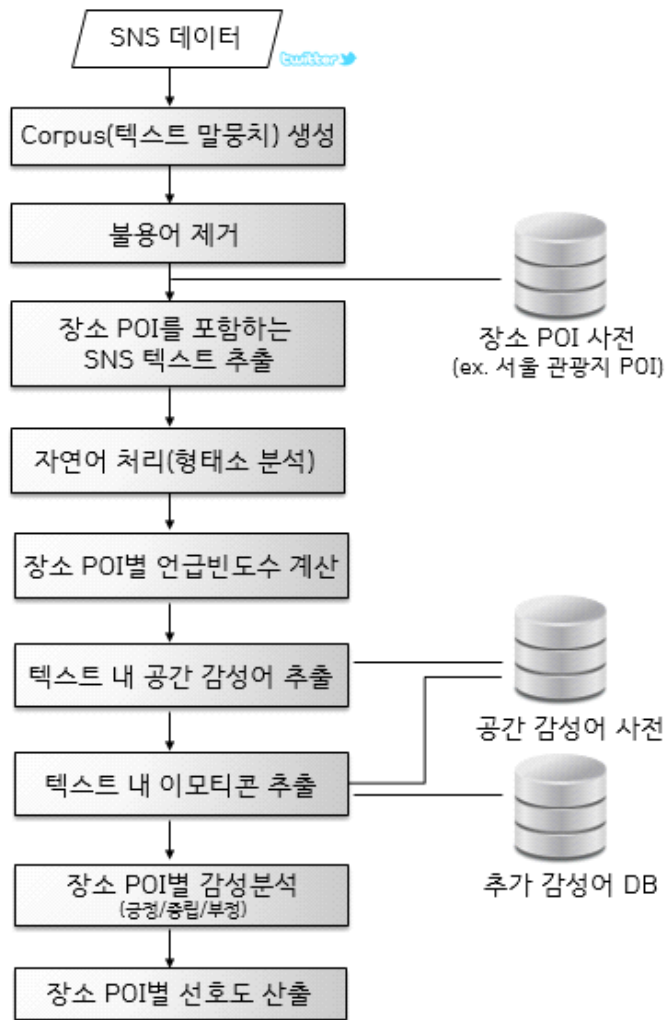 SNS 데이터
twitter
Corpus(텍스트 말뭉치) 생성
불용어 제거
장소 POI를 포함하는
SNS 텍스트 추출
장소 POI 사전
(ex. 서울 관광지 POI)
자연어 처리(형태소 분석)
장소 POI별 언급빈도수 계산
텍스트 내 공간 감성어 추출
공간 감성어 사전
텍스트 내 이모티콘 추출
추가 감성어 DB
장소 POI별 감성분석
(긍정/중립/부정)
장소 POI별 선호도 산출